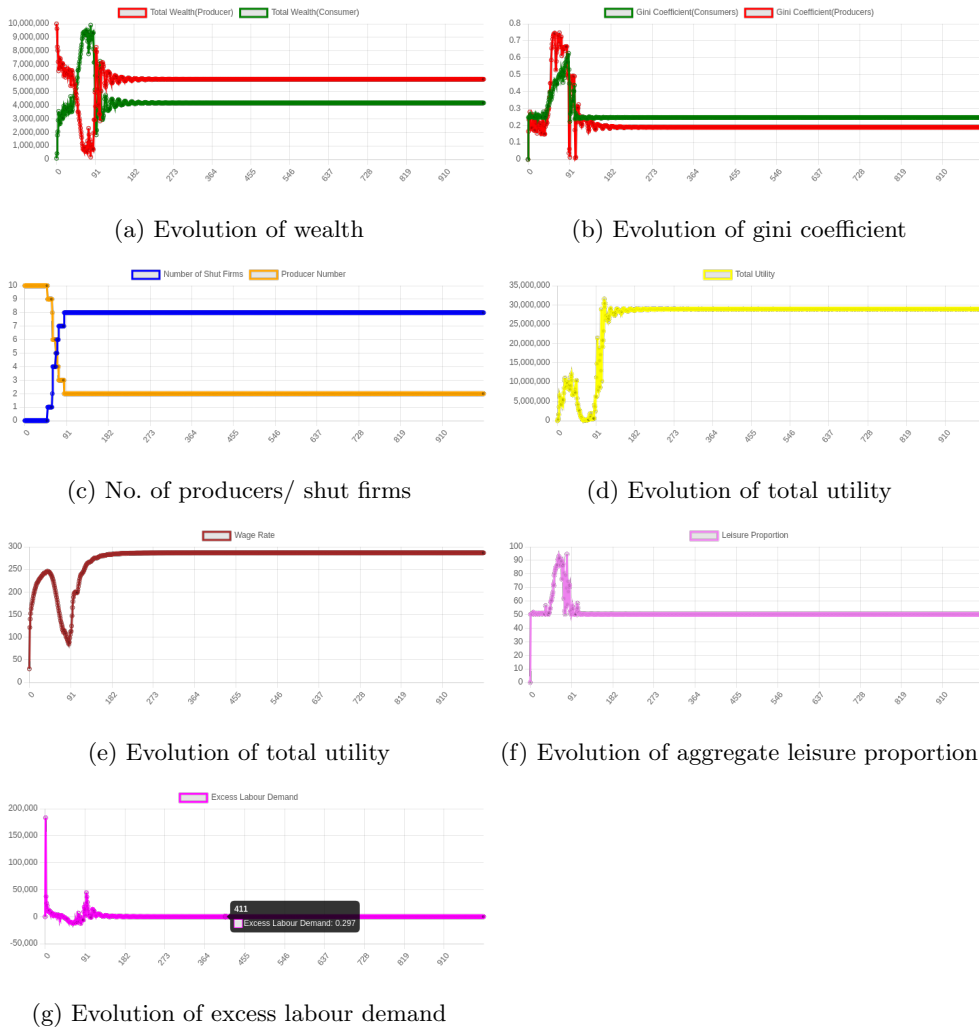 Total Wealth(Producer) Total Wealth(Consumer)
10,000,000
9,000,000
8,000,000
7,000,000
6,000,000
5,000,000
4,000,000
3,000,000
2,000,000
1,000,000
0
0 91 182 273 364 455 546 637 728 819 910
(a) Evolution of wealth
Gini Coefficient(Consumers) Gini Coefficient(Producers)
0.8
0.7
0.6
0.5
0.4
0.3
0.2
0.1
0
0 91 182 273 364 455 546 637 728 819 910
(b) Evolution of gini coefficient
Number of Shut Firms Producer Number
10
9
8
7
6
5
4
3
2
1
0
0 91 182 273 364 455 546 637 728 819 910
(c) No. of producers/ shut firms
Total Utility
35,000,000
30,000,000
25,000,000
20,000,000
15,000,000
10,000,000
5,000,000
0
0 91 182 273 364 455 546 637 728 819 910
(d) Evolution of total utility
Wage Rate
300
250
200
150
100
50
0
0 91 182 273 364 455 546 637 728 819 910
(e) Evolution of total utility
Leisure Proportion
100
90
80
70
60
50
40
30
20
10
0
0 91 182 273 364 455 546 637 728 819 910
(f) Evolution of aggregate leisure proportion
Excess Labour Demand
200,000
150,000
100,000
50,000
0
-50,000
411
Excess Labour Demand: 0.297
0 91 182 273 364 455 546 637 728 819 910
(g) Evolution of excess labour demand